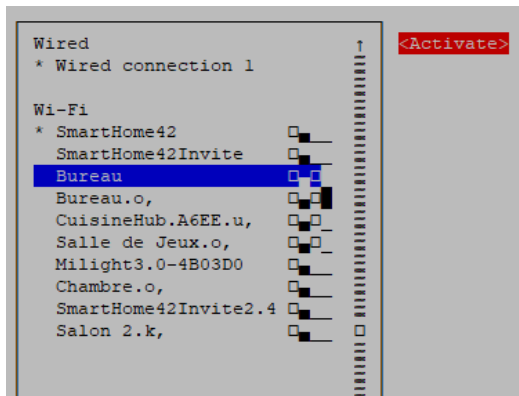 Wired
<Activate>
* Wired connection 1
Wi-Fi
* SmartHome42
SmartHome42Invite
Bureau
Bureau.o,
CuisineHub.A6EE.u,
Salle de Jeux.o,
Milight3.0-4B03D0
Chambre.o,
SmartHome42Invite2.4
Salon 2.k,